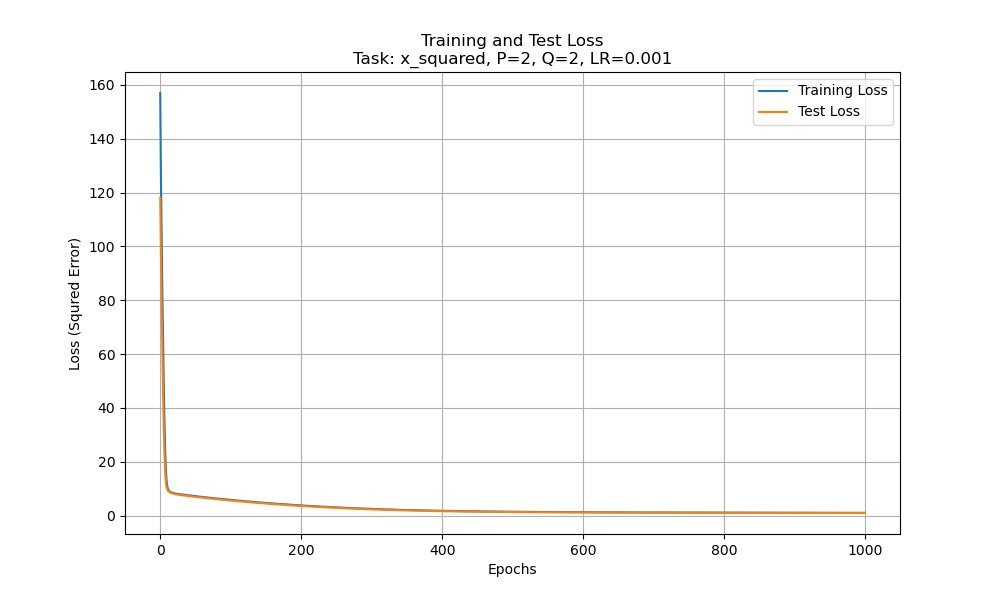 Training and Test Loss
Task: x_squared, P=2, Q=2, LR=0.001
Training Loss
Test Loss
Loss (Squred Error)
160
140
120
100
80
60
40
20
0
0 200 400 600 800 1000
Epochs